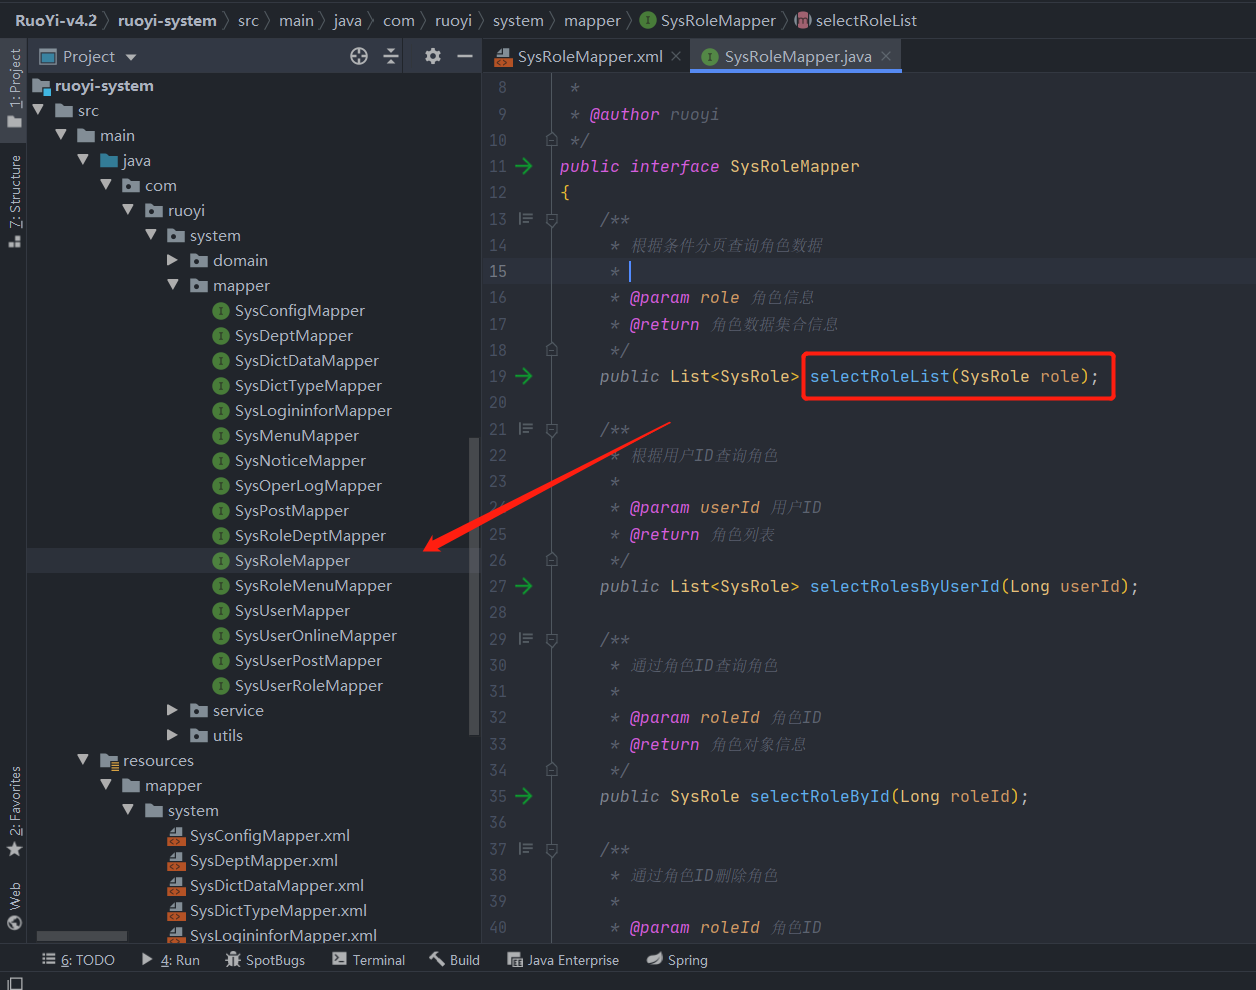 RuoYi-v4.2 ruoyi-system src main java com ruoyi system mapper SysRoleMapper selectRoleList
1: Project
7: Structure
2: Favorites
Web
Project
ruoyi-system
src
main
java
com
ruoyi
system
domain
mapper
SysConfigMapper
SysDeptMapper
SysDictDataMapper
SysDictTypeMapper
SysLogininforMapper
SysMenuMapper
SysNoticeMapper
SysOperLogMapper
SysPostMapper
SysRoleDeptMapper
SysRoleMapper
SysRoleMenuMapper
SysUserMapper
SysUserOnlineMapper
SysUserPostMapper
SysUserRoleMapper
service
utils
resources
mapper
system
SysConfigMapper.xml
SysDeptMapper.xml
SysDictDataMapper.xml
SysDictTypeMapper.xml
SysLogininforMapper.xml
SysRoleMapper.xml SysRoleMapper.java
8 *
9 * @author ruoyi
10 */
11 public interface SysRoleMapper
12 {
13 /**
14 * 根据条件分页查询角色数据
15 *
16 * @param role 角色信息
17 * @return 角色数据集合信息
18 */
19 public List<SysRole> selectRoleList(SysRole role);
20
21 /**
22 * 根据用户ID查询角色
23 *
24 * @param userId 用户ID
25 * @return 角色列表
26 */
27 public List<SysRole> selectRolesByUserId(Long userId);
28
29 /**
30 * 通过角色ID查询角色
31 *
32 * @param roleId 角色ID
33 * @return 角色对象信息
34 */
35 public SysRole selectRoleById(Long roleId);
36
37 /**
38 * 通过角色ID删除角色
39 *
40 * @param roleId 角色ID
6: TODO 4: Run SpotBugs Terminal Build Java Enterprise Spring